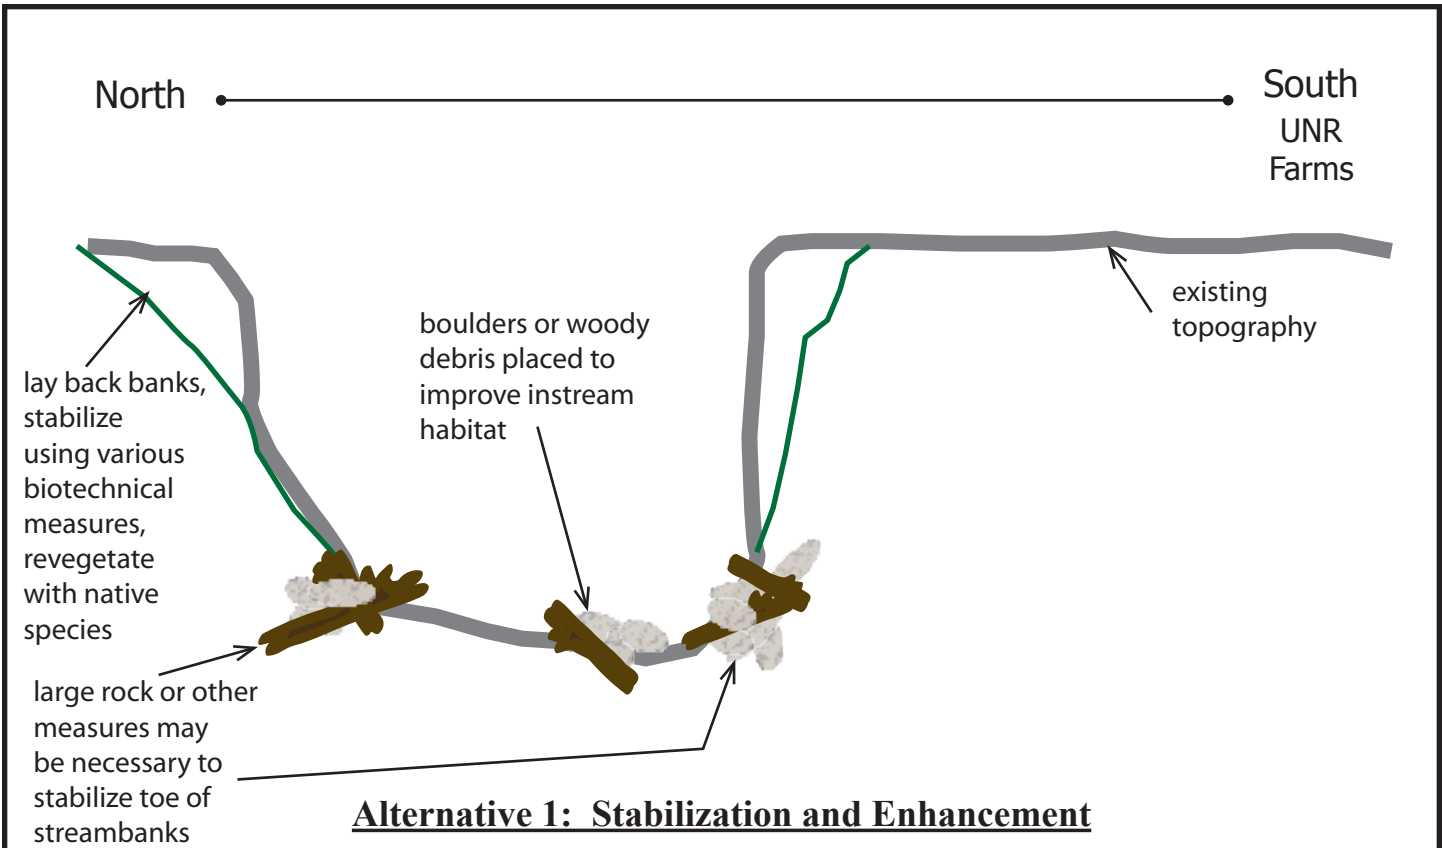 North
South
UNR
Farms
existing
topography
boulders or woody
debris placed to
improve instream
habitat
lay back banks,
stabilize
using various
biotechnical
measures,
revegetate
with native
species
large rock or other
measures may
be necessary to
stabilize toe of
streambanks
Alternative 1:  Stabilization and Enhancement